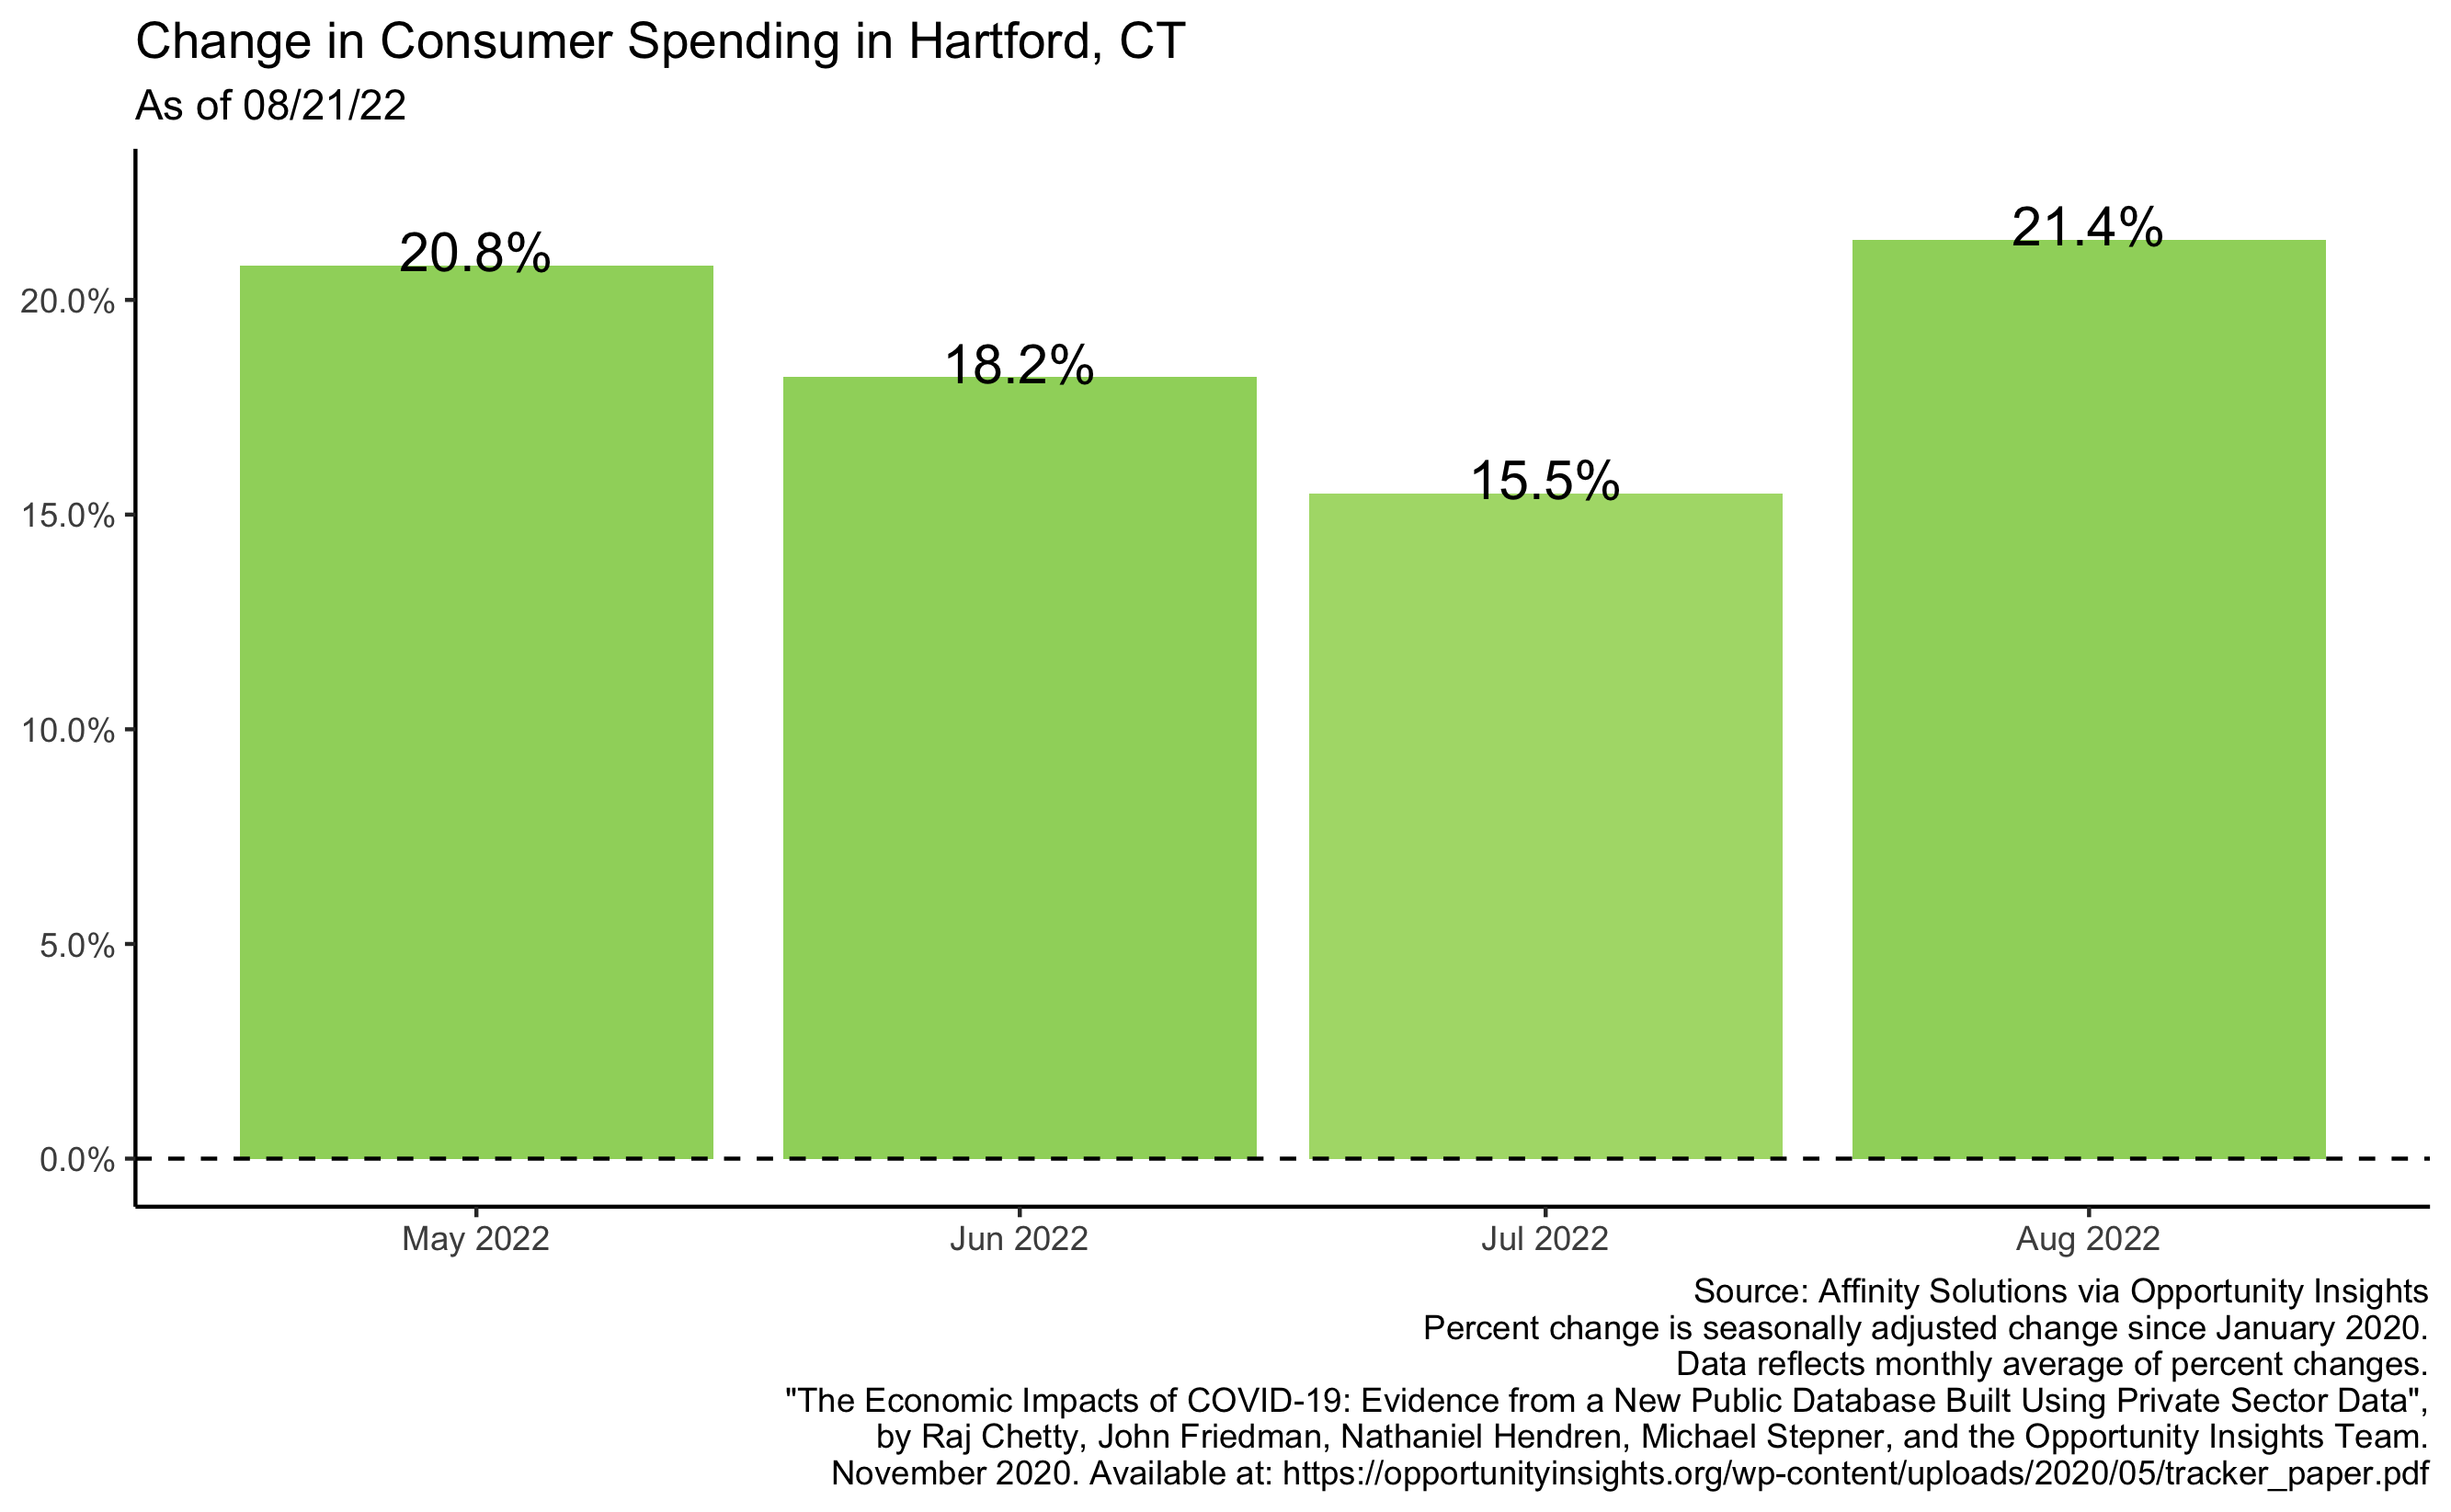 Change in Consumer Spending in Hartford, CT
As of 08/21/22
20.8%
18.2%
15.5%
21.4%
20.0%
15.0%
10.0%
5.0%
0.0%
May 2022
Jun 2022
Jul 2022
Aug 2022
Source: Affinity Solutions via Opportunity Insights
Percent change is seasonally adjusted change since January 2020.
Data reflects monthly average of percent changes.
"The Economic Impacts of COVID-19: Evidence from a New Public Database Built Using Private Sector Data",
by Raj Chetty, John Friedman, Nathaniel Hendren, Michael Stepner, and the Opportunity Insights Team.
November 2020. Available at: https://opportunityinsights.org/wp-content/uploads/2020/05/tracker_paper.pdf